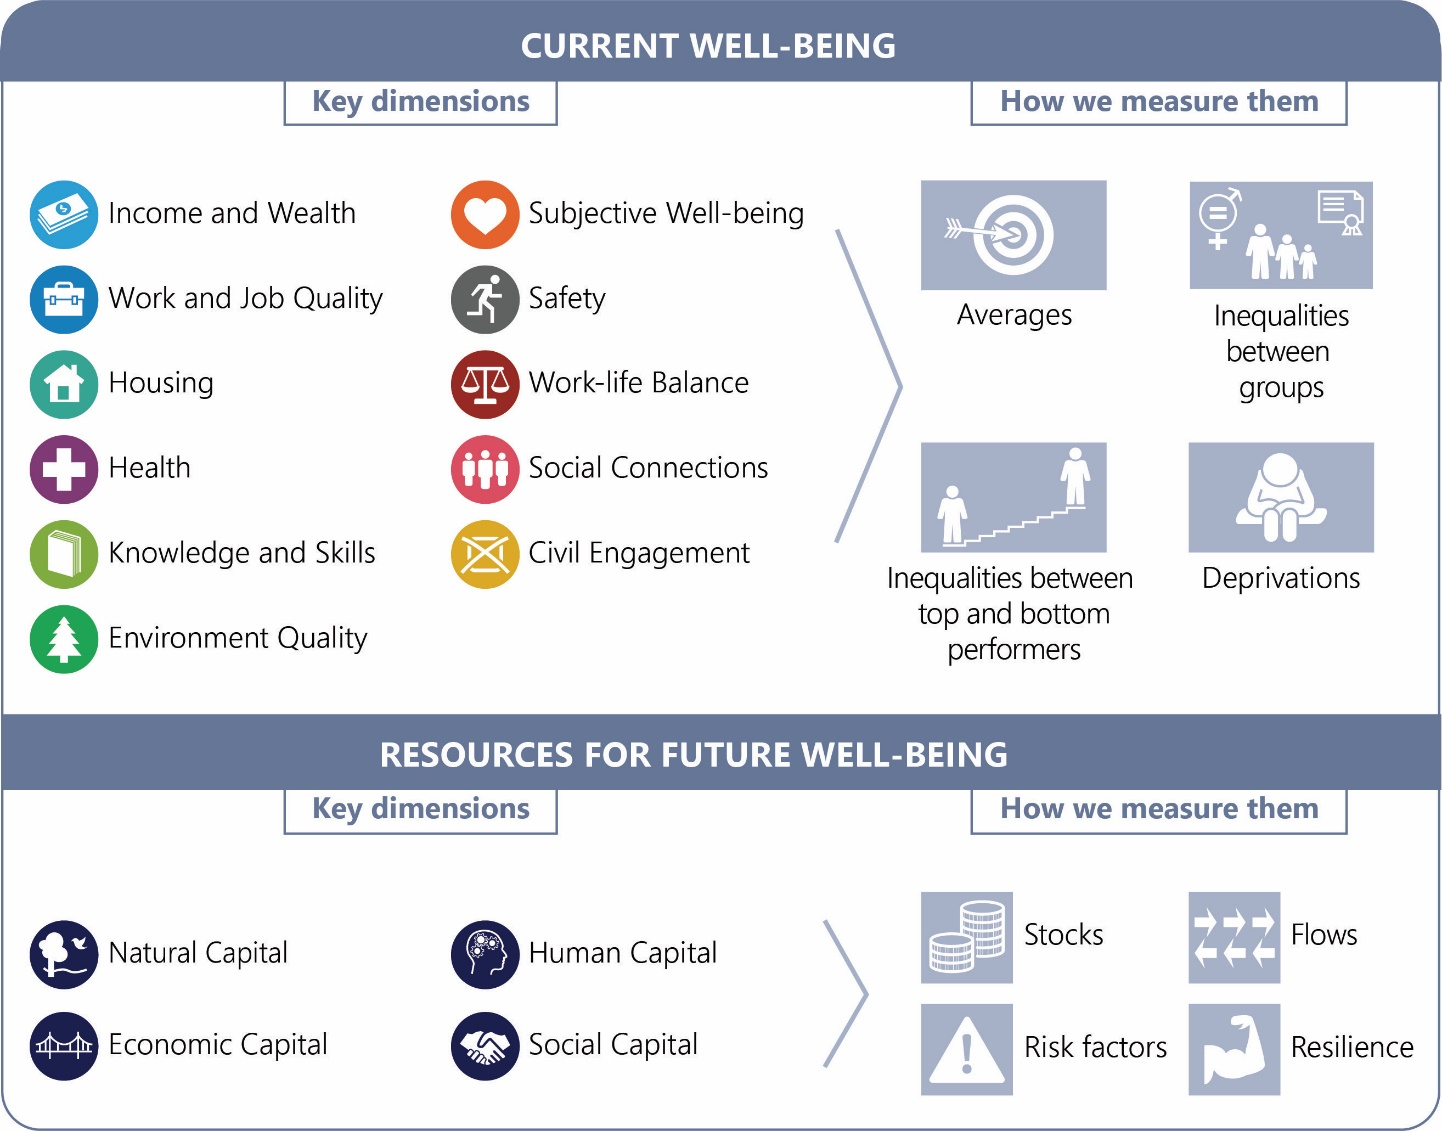 CURRENT WELL-BEING
Key dimensions
How we measure them
Income and Wealth
Subjective Well-being
Work and Job Quality
Safety
Housing
Work-life Balance
Health
Social Connections
Knowledge and Skills
Civil Engagement
Environment Quality
Averages
Inequalities
between
groups
Inequalities between
top and bottom
performers
Deprivations
RESOURCES FOR FUTURE WELL-BEING
Key dimensions
How we measure them
Natural Capital
Human Capital
Economic Capital
Social Capital
Stocks
Flows
Risk factors
Resilience